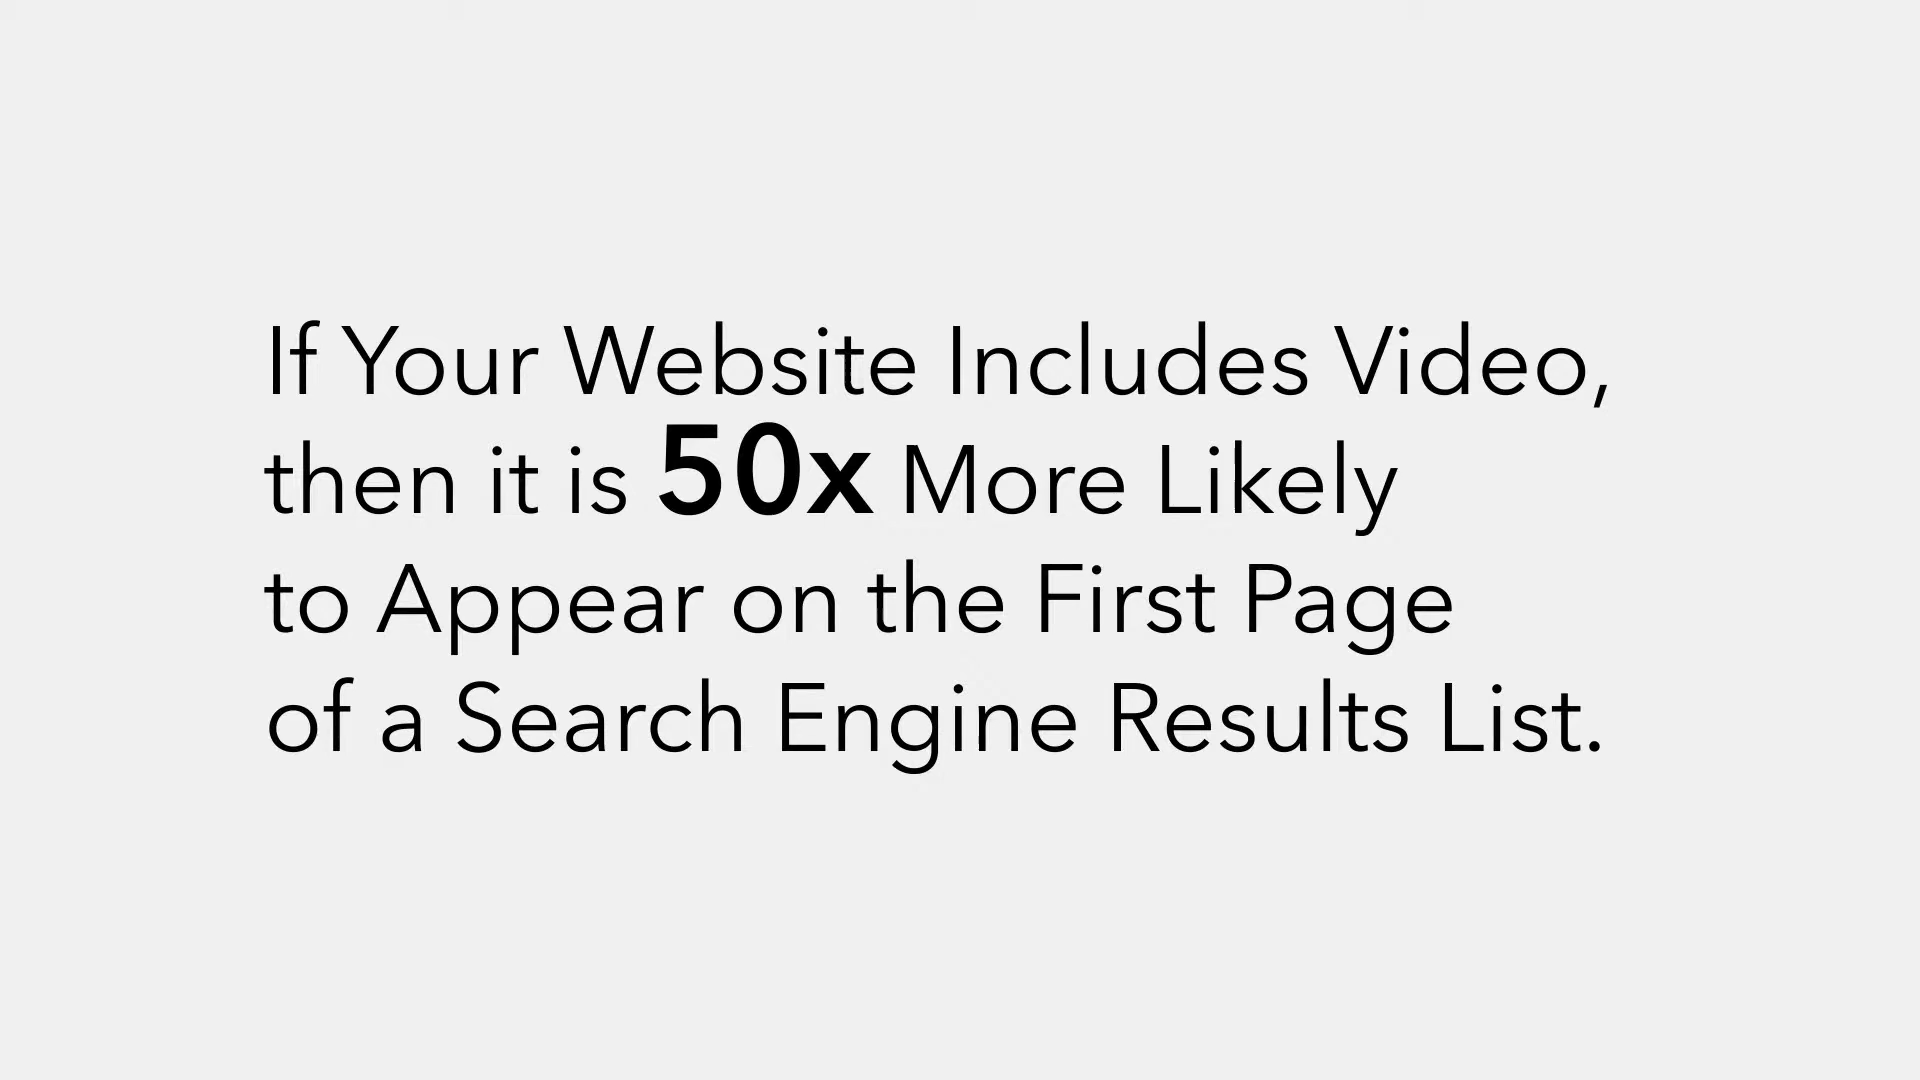 If Your Website Includes Video,
then it is 50x More Likely
to Appear on the First Page
of a Search Engine Results List.